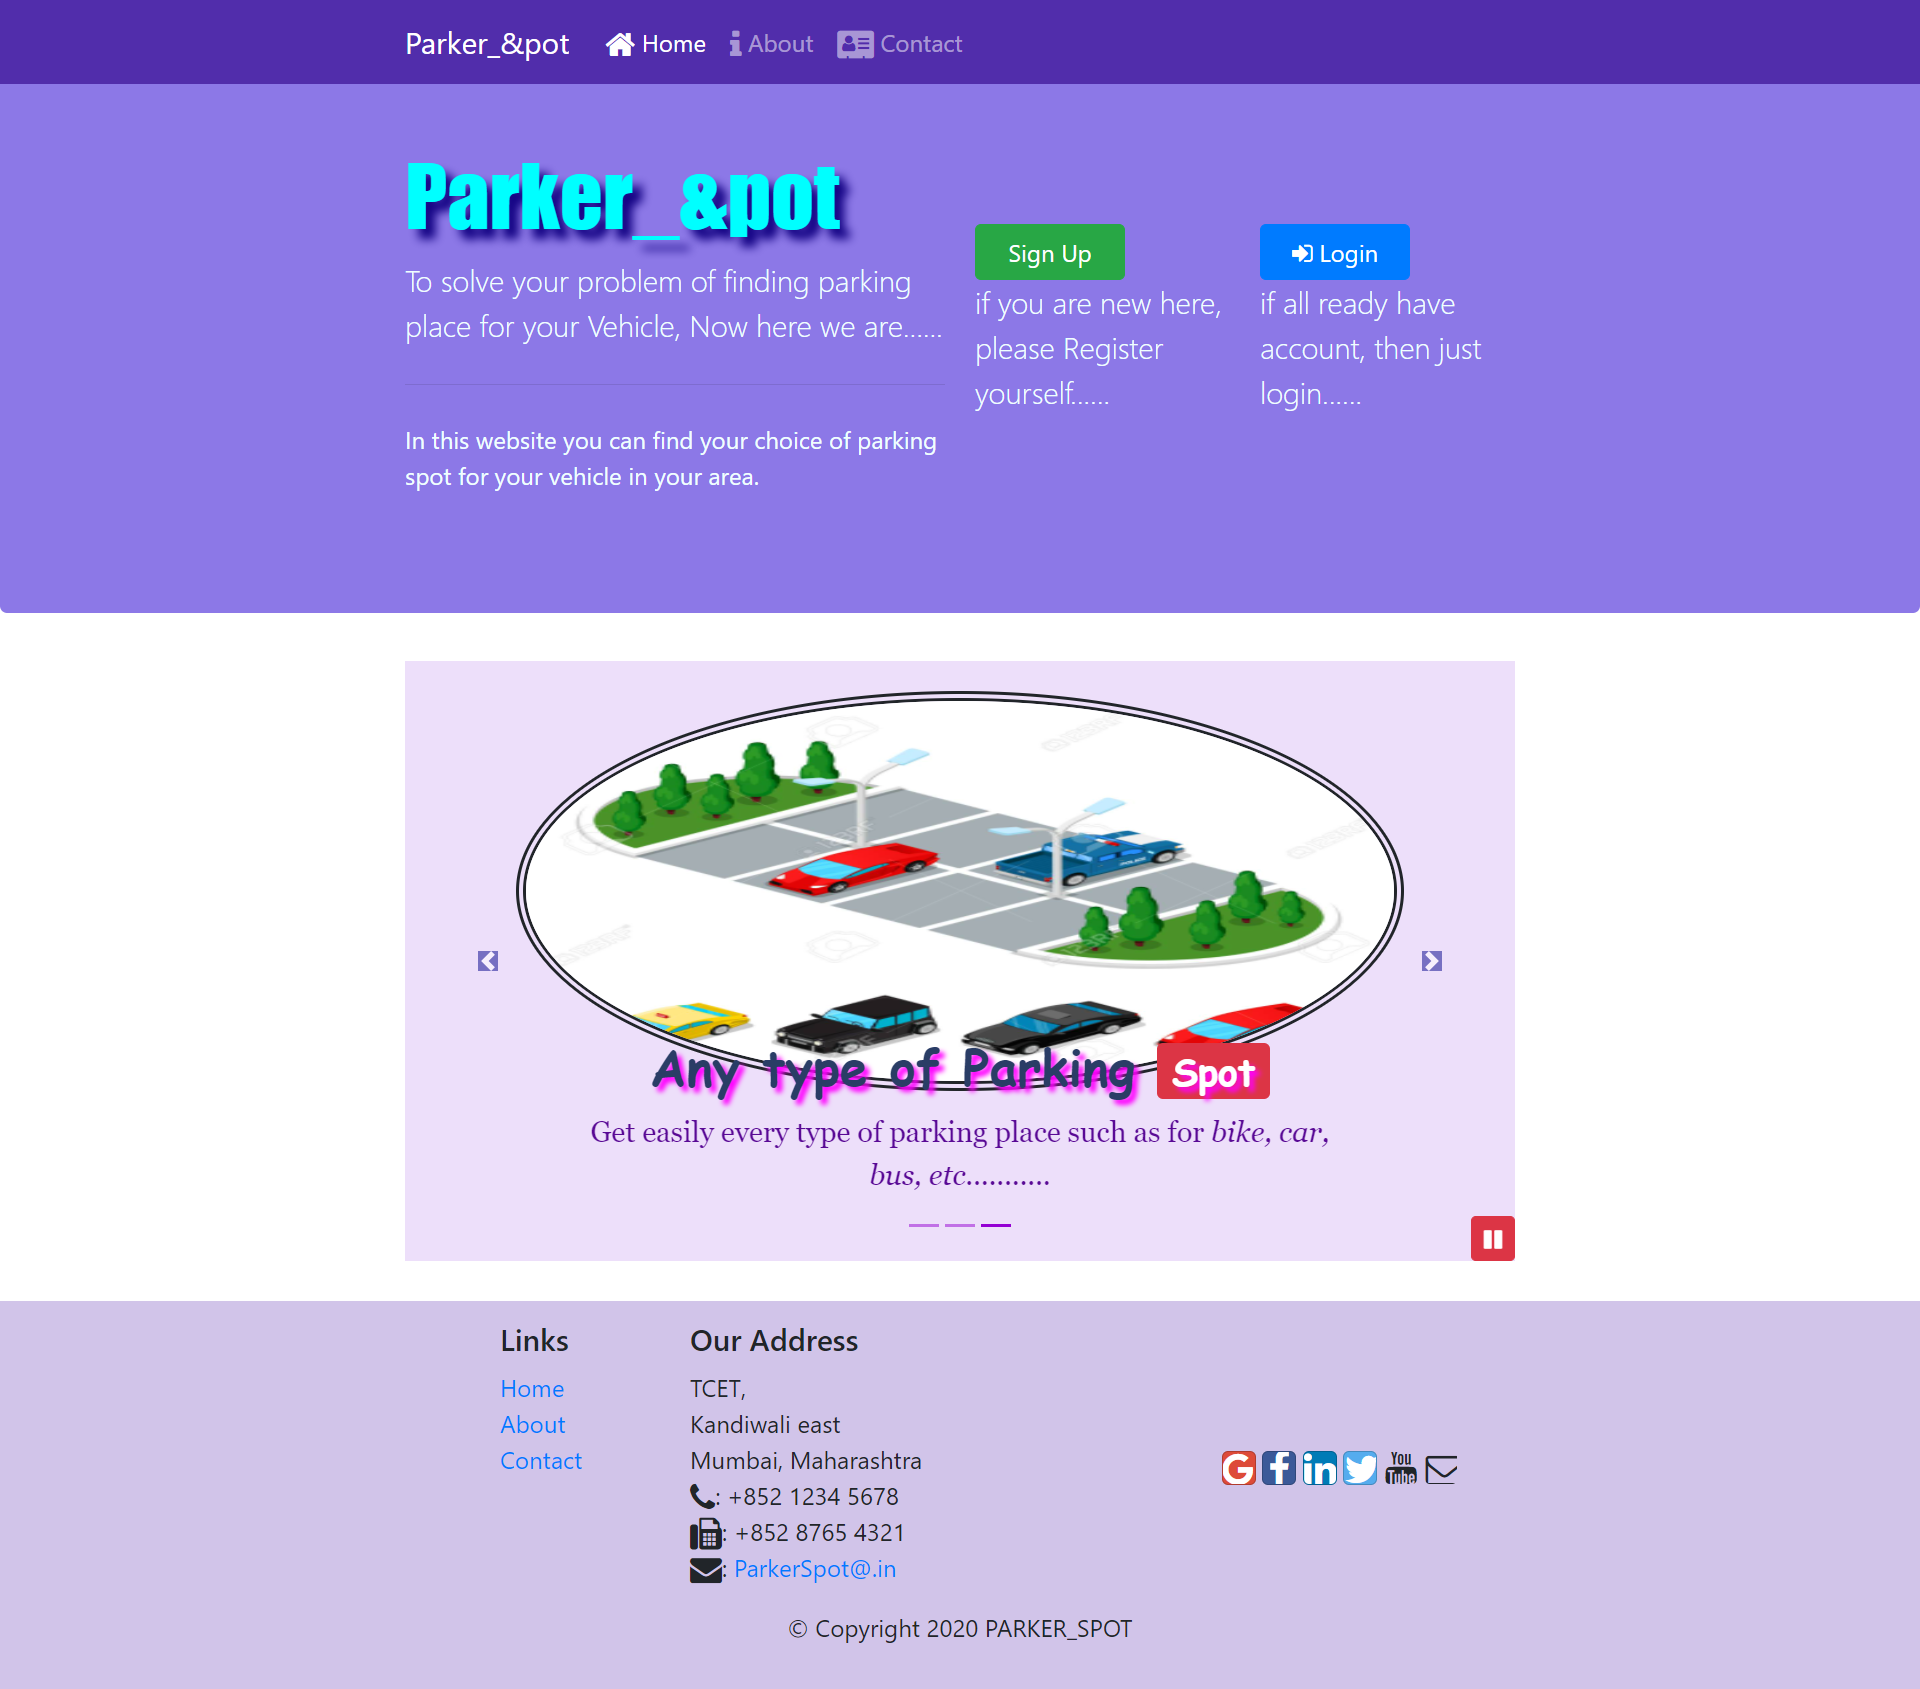 Parker_&pot Home About Contact
Parker_&pot
To solve your problem of finding parking
place for your Vehicle, Now here we are......
In this website you can find your choice of parking
spot for your vehicle in your area.
Sign Up
if you are new here,
please Register
yourself......
Login
if all ready have
account, then just
login......
Any type of Parking Spot
Get easily every type of parking place such as for bike, car,
bus, etc...........
Links
Home
About
Contact
Our Address
TCET,
Kandiwali east
Mumbai, Maharashtra
: +852 1234 5678
: +852 8765 4321
: ParkerSpot@.in
You
Tube
© Copyright 2020 PARKER_SPOT